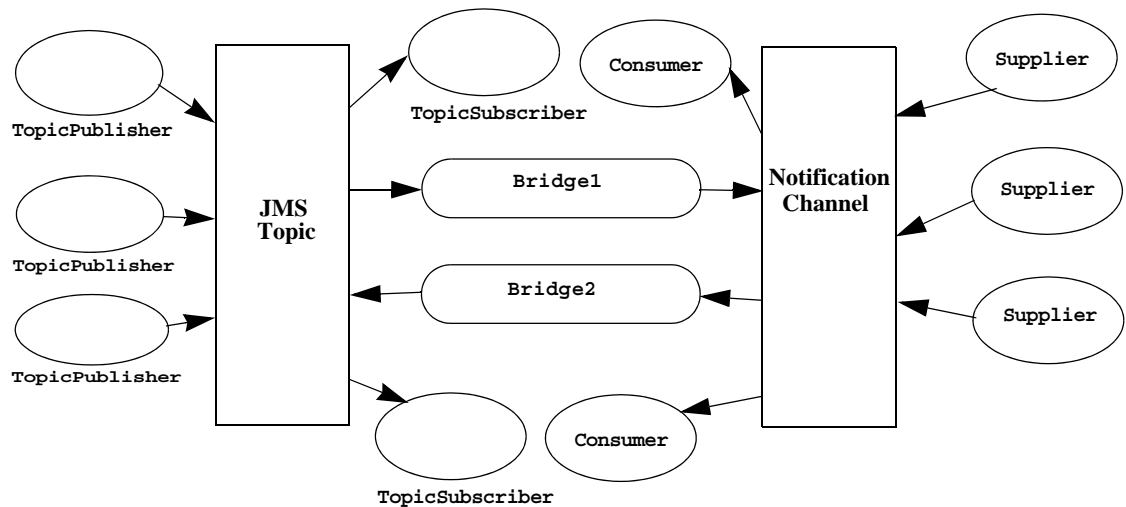 Consumer
Supplier
TopicPublisher
TopicSubscriber
Bridge1
Notification
Channel
Supplier
JMS
Topic
TopicPublisher
Bridge2
Supplier
TopicPublisher
Consumer
TopicSubscriber